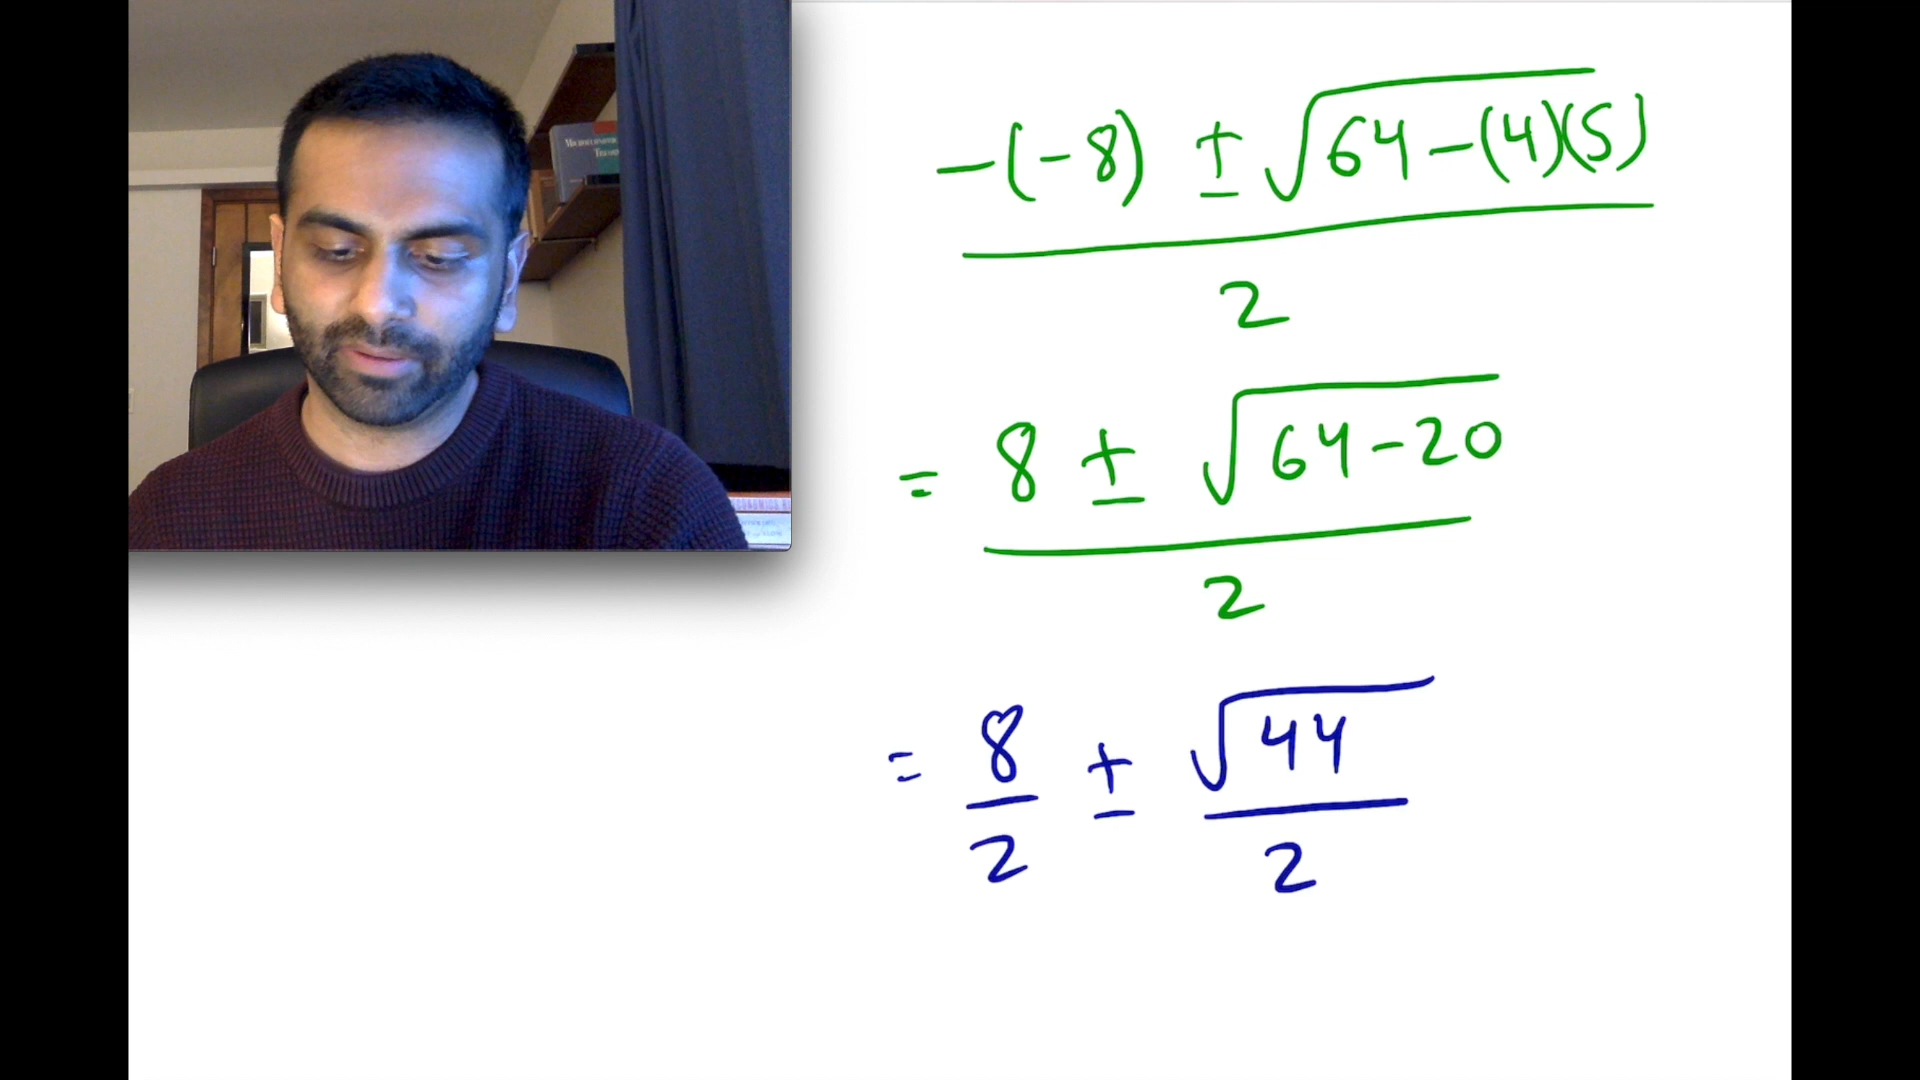 -(-8) ± √64-(4)(5)
2
= 8 ± √64-20
2
= 8/2 ± √44/2